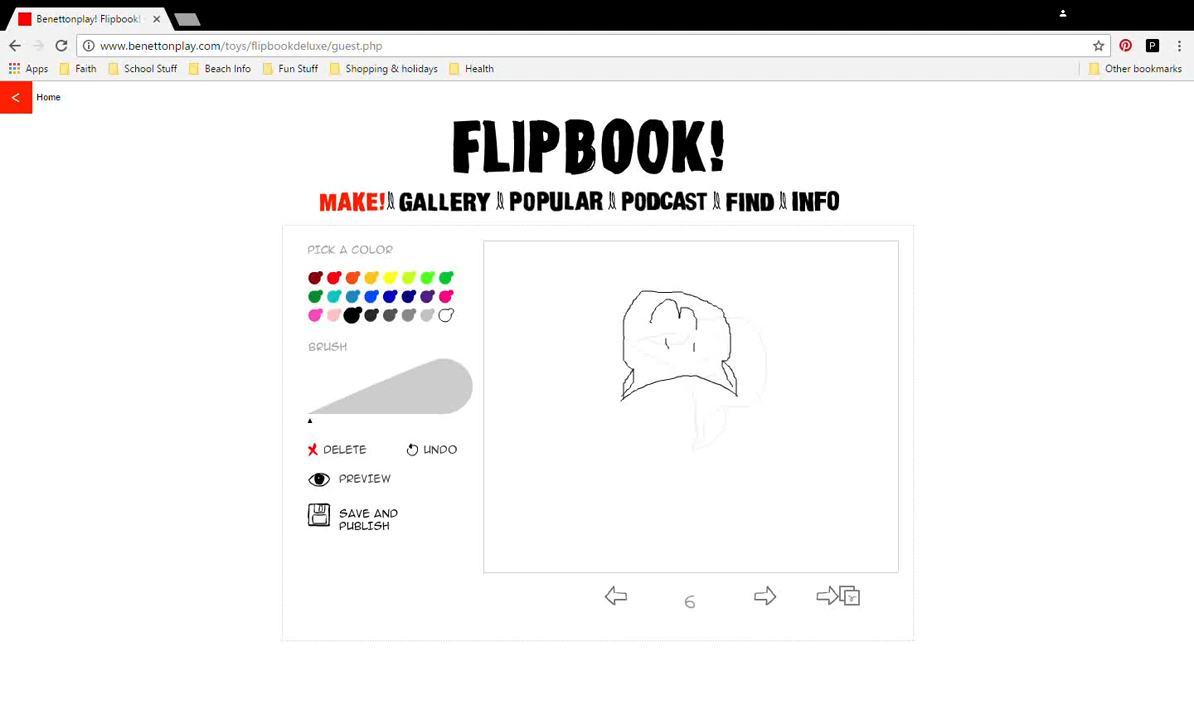 Benettonplay! Flipbook!
www.benettonplay.com/toys/flipbookdeluxe/guest.php
P
Apps Faith School Stuff Beach Info Fun Stuff Shopping & holidays Health Other bookmarks
< Home
FLIPBOOK!
MAKE! GALLERY POPULAR PODCAST FIND INFO
PICK A COLOR
BRUSH
DELETE UNDO
PREVIEW
SAVE AND
PUBLISH
6